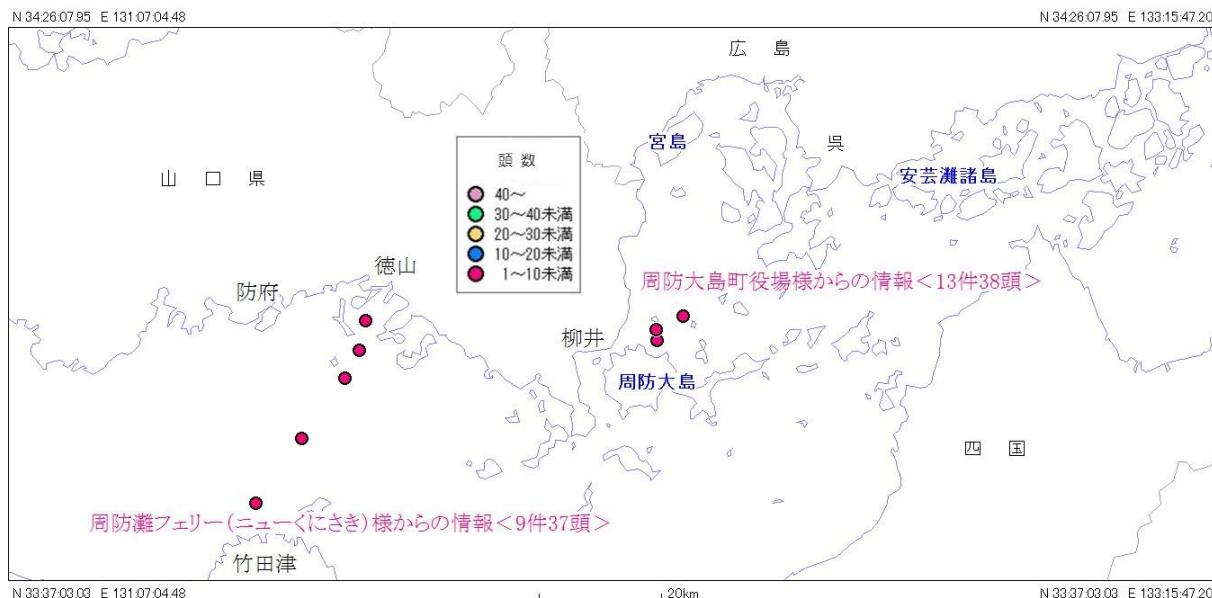 N 34:26:07.95 E 131:07:04.48
N 34:26:07.95 E 133:15:47.20
広 島
宮島
呉
頭 数
山 口 県
安芸灘諸島
40～
30～40未満
20～30未満
10～20未満
1～10未満
徳山
周防大島町役場様からの情報＜13件38頭＞
防府
柳井
周防大島
四 国
周防灘フェリー(ニューくにさき)様からの情報＜9件37頭＞
竹田津
N 33:37:03.03 E 131:07:04.48
20km
N 33:37:03.03 E 133:15:47.20